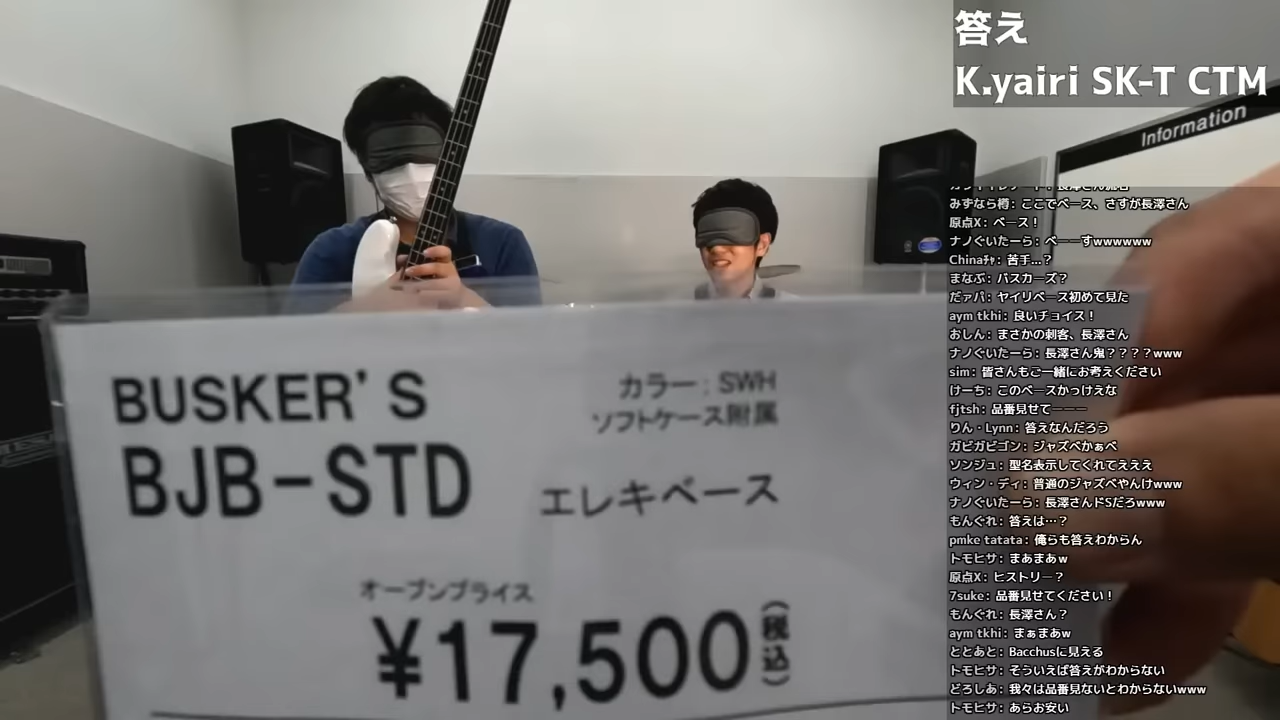 答え
K.yairi SK-T CTM
Information
BUSKER'S
BJB-STD
カラー：SWH
ソフトケース附属
エレキベース
オープンプライス
¥17,500(税込)
みずなら樽：ここでベース、さすが長澤さん
原点X：ベース！
ナノぐいたーら：べーーすwwwwww
Chinaﾁｬ：苦手…？
まなぶ：バスカーズ？
だァバ：ヤイリベース初めて見た
aym tkhi：良いチョイス！
おしん：まさかの刺客、長澤さん
ナノぐいたーら：長澤さん鬼？？？？www
sim：皆さんもご一緒にお考えください
けーち：このベースかっけえな
fjtsh：品番見せてーーー
りん・Lynn：答えなんだろう
ガビガビゴン：ジャズベかぁべ
ソンジュ：型名表示してくれてえええ
ウィン・ディ：普通のジャズベやんけwww
ナノぐいたーら：長澤さんドSだろwww
もんぐれ：答えは…？
pmke tatata：俺らも答えわからん
トモヒサ：まあまあw
原点X：ヒストリー？
7suke：品番見せてください！
もんぐれ：長澤さん？
aym tkhi：まぁまあw
ととあと：Bacchusに見える
トモヒサ：そういえば答えがわからない
どろしあ：我々は品番見ないとわからないwww
トモヒサ：あらお安い